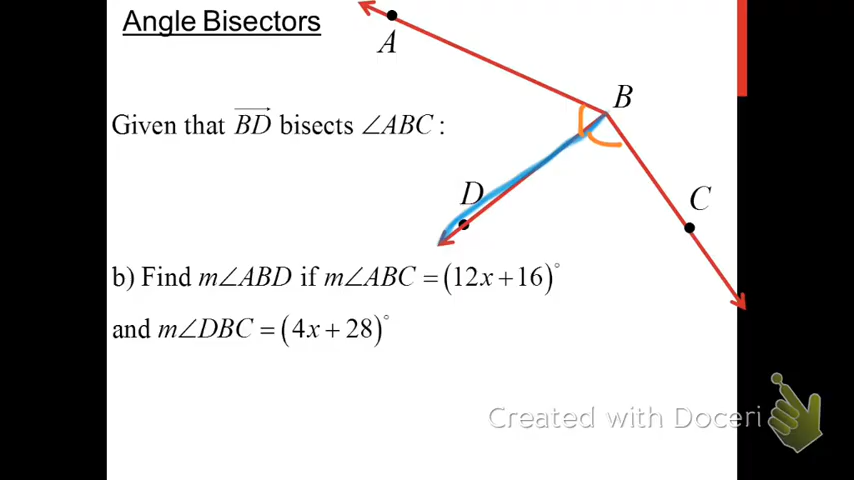 Angle Bisectors
A
B
Given that \overrightarrow{BD} bisects ∠ABC :
D
C
b) Find m∠ABD if m∠ABC = (12x + 16)°
and m∠DBC = (4x + 28)°
Created with Doceri